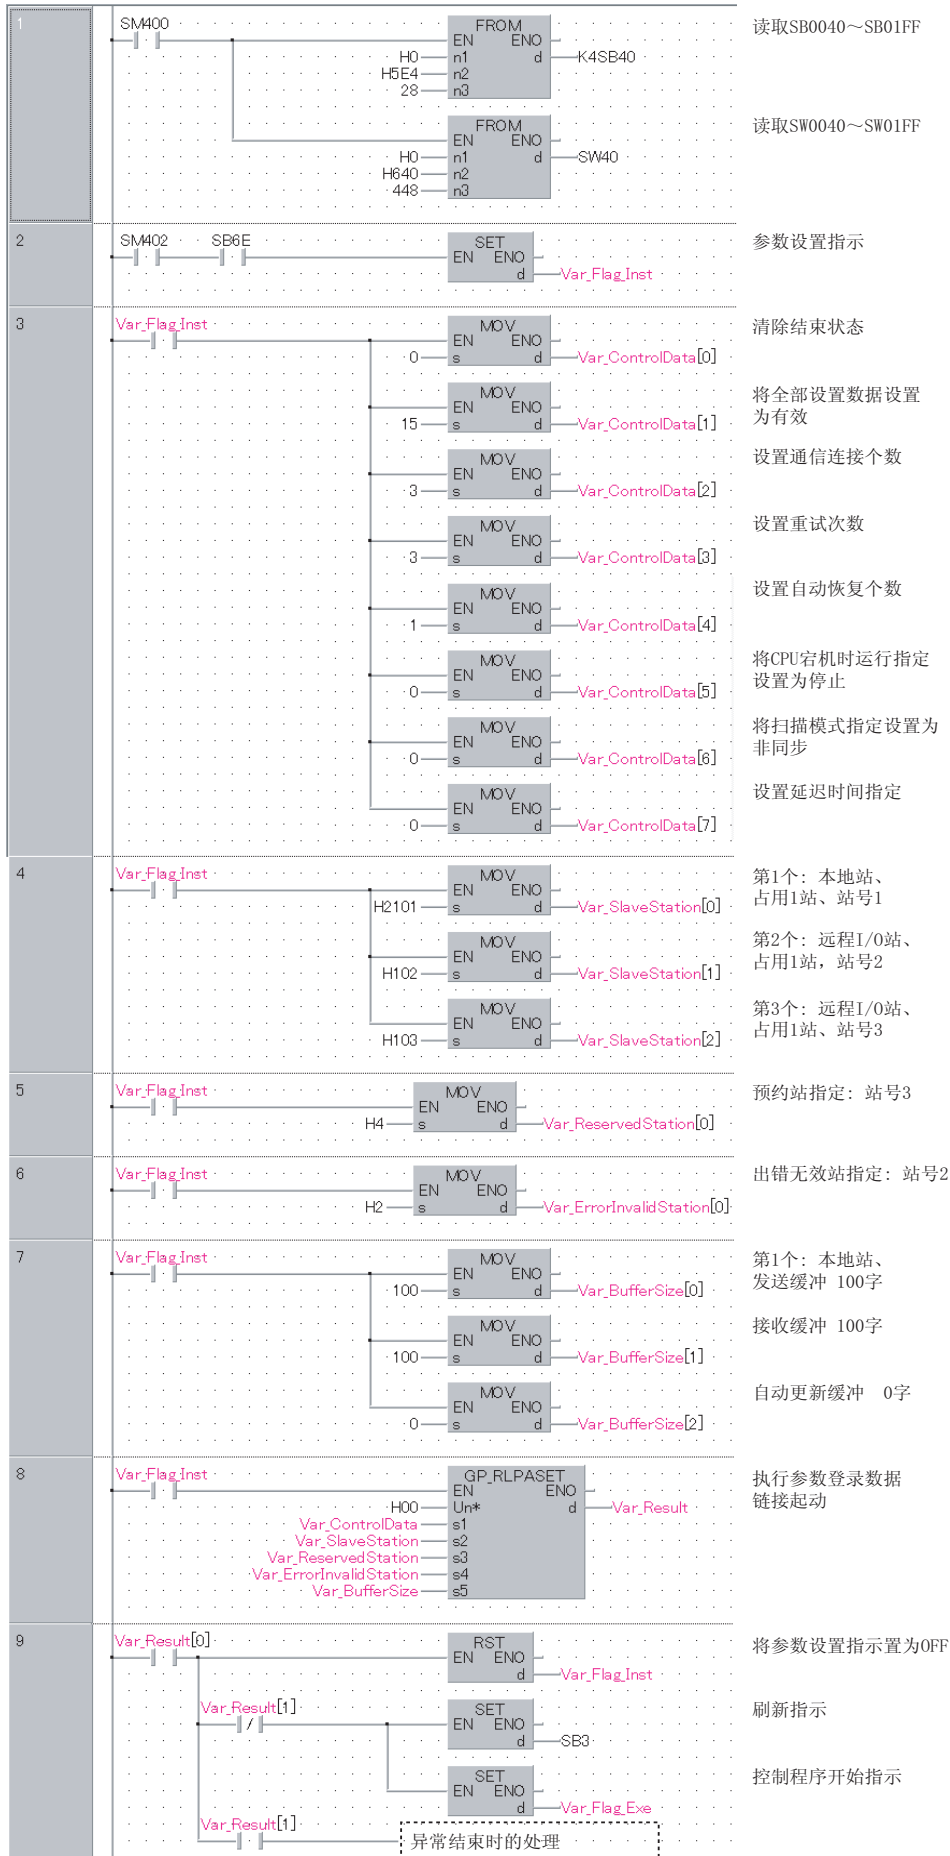 1
SM400
FROM
EN ENO
H0 n1 d K4SB40
H5E4 n2
28 n3
读取SB0040～SB01FF
FROM
EN ENO
H0 n1 d SW40
H640 n2
448 n3
读取SW0040～SW01FF
2
SM402 SB6E
SET
EN ENO
d Var_Flag_Inst
参数设置指示
3
Var_Flag_Inst
MOV
EN ENO
0 s d Var_ControlData[0]
清除结束状态
MOV
EN ENO
15 s d Var_ControlData[1]
将全部设置数据设置
为有效
MOV
EN ENO
3 s d Var_ControlData[2]
设置通信连接个数
MOV
EN ENO
3 s d Var_ControlData[3]
设置重试次数
MOV
EN ENO
1 s d Var_ControlData[4]
设置自动恢复个数
MOV
EN ENO
0 s d Var_ControlData[5]
将CPU宕机时运行指定
设置为停止
MOV
EN ENO
0 s d Var_ControlData[6]
将扫描模式指定设置为
非同步
MOV
EN ENO
0 s d Var_ControlData[7]
设置延迟时间指定
4
Var_Flag_Inst
MOV
EN ENO
H2101 s d Var_SlaveStation[0]
第1个: 本地站、
占用1站、站号1
MOV
EN ENO
H102 s d Var_SlaveStation[1]
第2个: 远程I/O站、
占用1站，站号2
MOV
EN ENO
H103 s d Var_SlaveStation[2]
第3个: 远程I/O站、
占用1站、站号3
5
Var_Flag_Inst
MOV
EN ENO
H4 s d Var_ReservedStation[0]
预约站指定: 站号3
6
Var_Flag_Inst
MOV
EN ENO
H2 s d Var_ErrorInvalidStation[0]
出错无效站指定: 站号2
7
Var_Flag_Inst
MOV
EN ENO
100 s d Var_BufferSize[0]
第1个: 本地站、
发送缓冲 100字
MOV
EN ENO
100 s d Var_BufferSize[1]
接收缓冲 100字
MOV
EN ENO
0 s d Var_BufferSize[2]
自动更新缓冲 0字
8
Var_Flag_Inst
GP_RLPASET
EN ENO
H00 Un* d Var_Result
Var_ControlData s1
Var_SlaveStation s2
Var_ReservedStation s3
Var_ErrorInvalidStation s4
Var_BufferSize s5
执行参数登录数据
链接起动
9
Var_Result[0]
RST
EN ENO
d Var_Flag_Inst
将参数设置指示置为OFF
Var_Result[1]
SET
EN ENO
d SB3
刷新指示
SET
EN ENO
d Var_Flag_Exe
控制程序开始指示
Var_Result[1]
异常结束时的处理